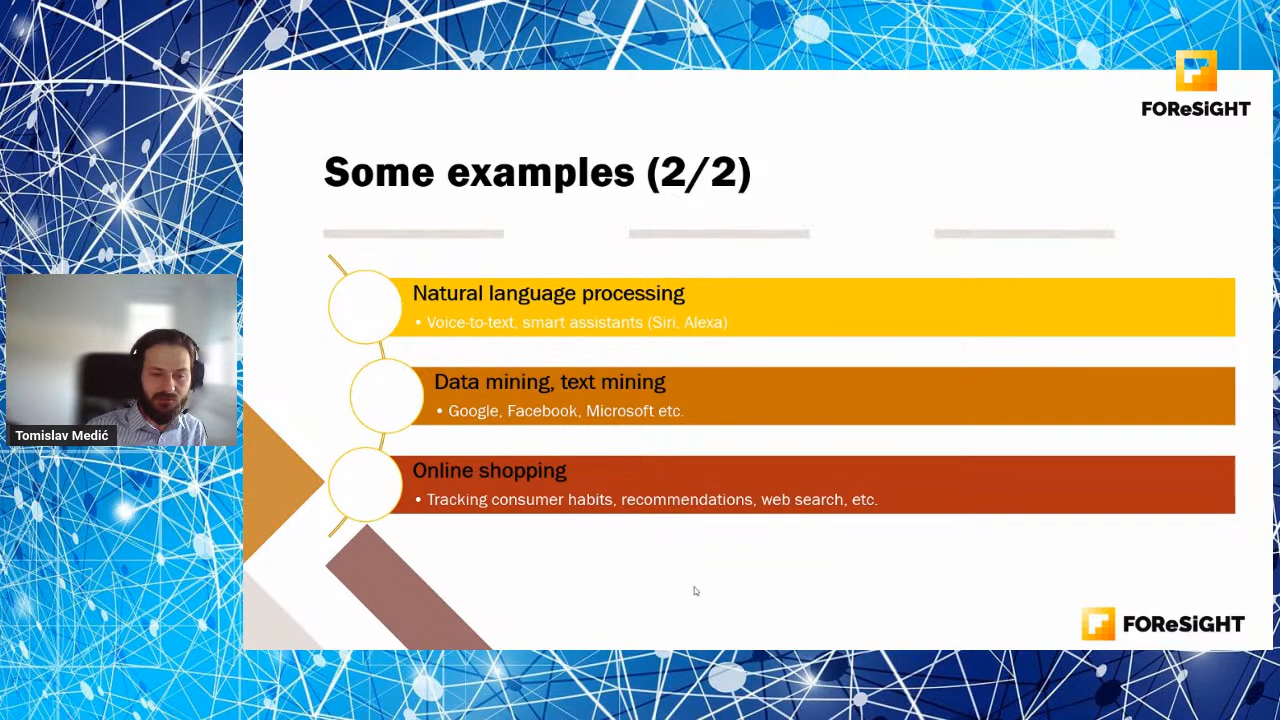 FOReSiGHT
Some examples (2/2)
Natural language processing
• Voice-to-text, smart assistants (Siri, Alexa)
Data mining, text mining
• Google, Facebook, Microsoft etc.
Online shopping
• Tracking consumer habits, recommendations, web search, etc.
Tomislav Medić
FOReSiGHT